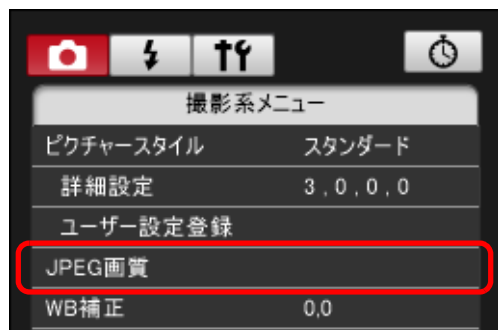 撮影系メニュー
ピクチャースタイル スタンダード
詳細設定 3,0,0,0
ユーザー設定登録
JPEG画質
WB補正 0,0